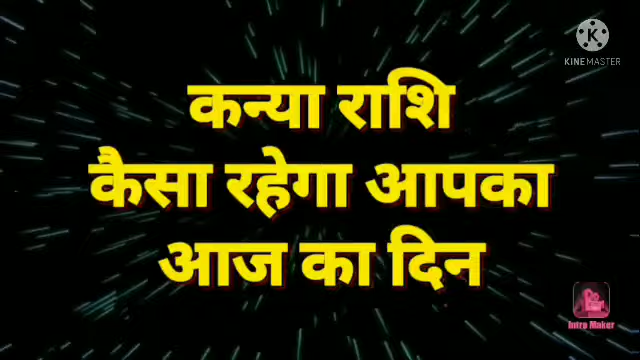 KINEMASTER
कन्या राशि
कैसा रहेगा आपका
आज का दिन
Intro Maker